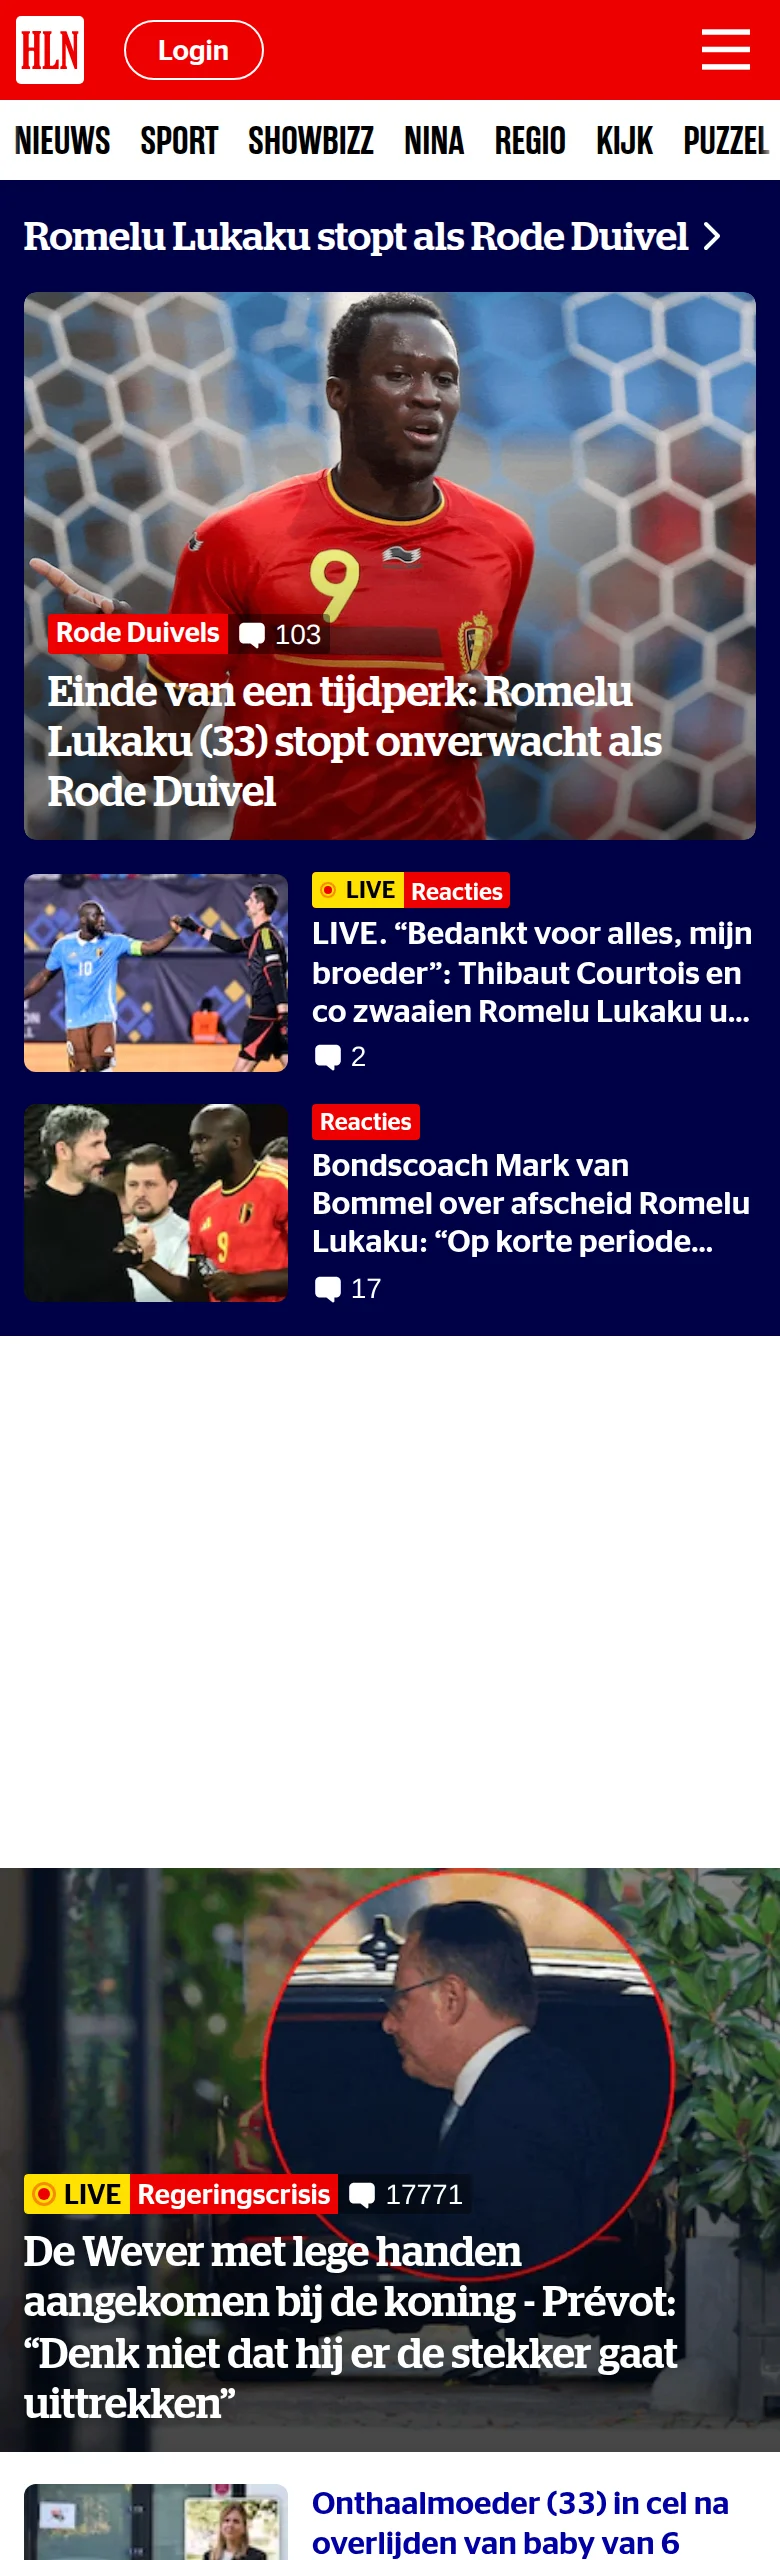 HLN
Login
NIEUWS SPORT SHOWBIZZ NINA REGIO KIJK PUZZEL
Romelu Lukaku stopt als Rode Duivel
9
Rode Duivels 103
Einde van een tijdperk: Romelu
Lukaku (33) stopt onverwacht als
Rode Duivel
10
LIVE Reacties
LIVE. “Bedankt voor alles, mijn
broeder”: Thibaut Courtois en
co zwaaien Romelu Lukaku u...
2
9
Reacties
Bondscoach Mark van
Bommel over afscheid Romelu
Lukaku: “Op korte periode...
17
LIVE Regeringscrisis 17771
De Wever met lege handen
aangekomen bij de koning - Prévot:
“Denk niet dat hij er de stekker gaat
uittrekken”
Onthaalmoeder (33) in cel na
overlijden van baby van 6